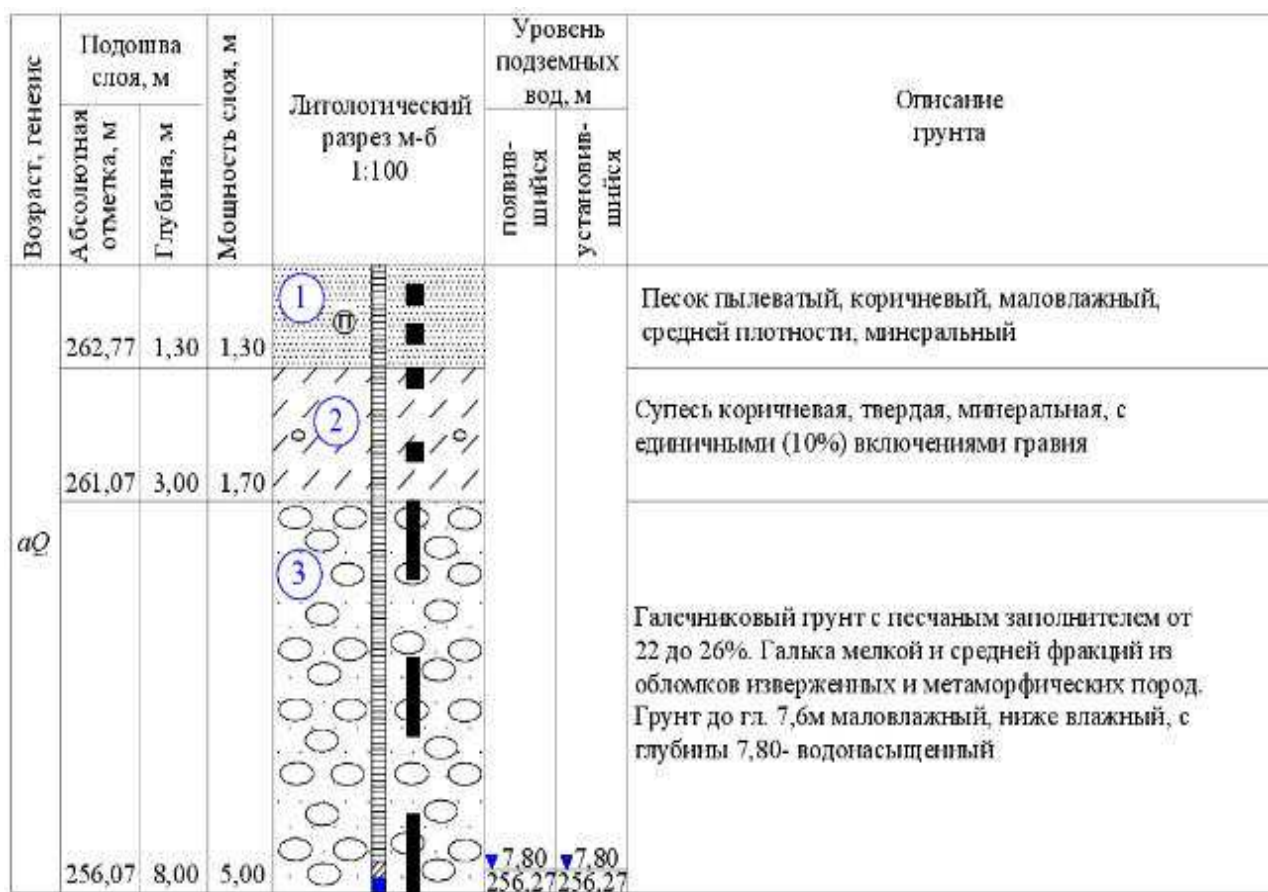 Возраст, генезис
Подошва
слоя, м
Абсолютная
отметка, м
Глубина, м
Мощность слоя, м
Литологический
разрез м-б
1:100
Уровень
подземных
вод, м
появив-
шийся
установив-
шийся
Описание
грунта
aQ
1
П
262,77 1,30 1,30
Песок пылеватый, коричневый, маловлажный,
средней плотности, минеральный
2
261,07 3,00 1,70
Супесь коричневая, твердая, минеральная, с
единичными (10%) включениями гравия
3
256,07 8,00 5,00
7,80 7,80
256,27 256,27
Галечниковый грунт с песчаным заполнителем от
22 до 26%. Галька мелкой и средней фракций из
обломков изверженных и метаморфических пород.
Грунт до гл. 7,6м маловлажный, ниже влажный, с
глубины 7,80- водонасыщенный